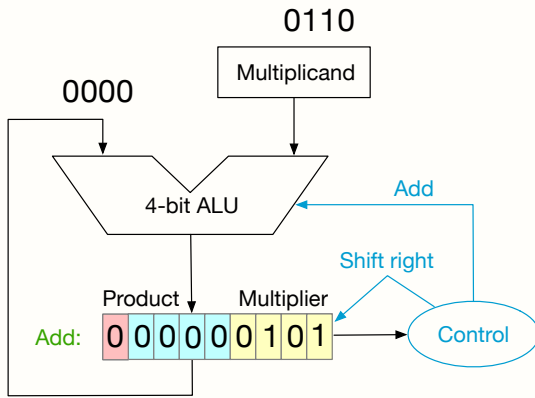 0110
Multiplicand
0000
4-bit ALU
Add
Shift right
Product Multiplier
Add: 0 0 0 0 0 0 1 0 1
Control